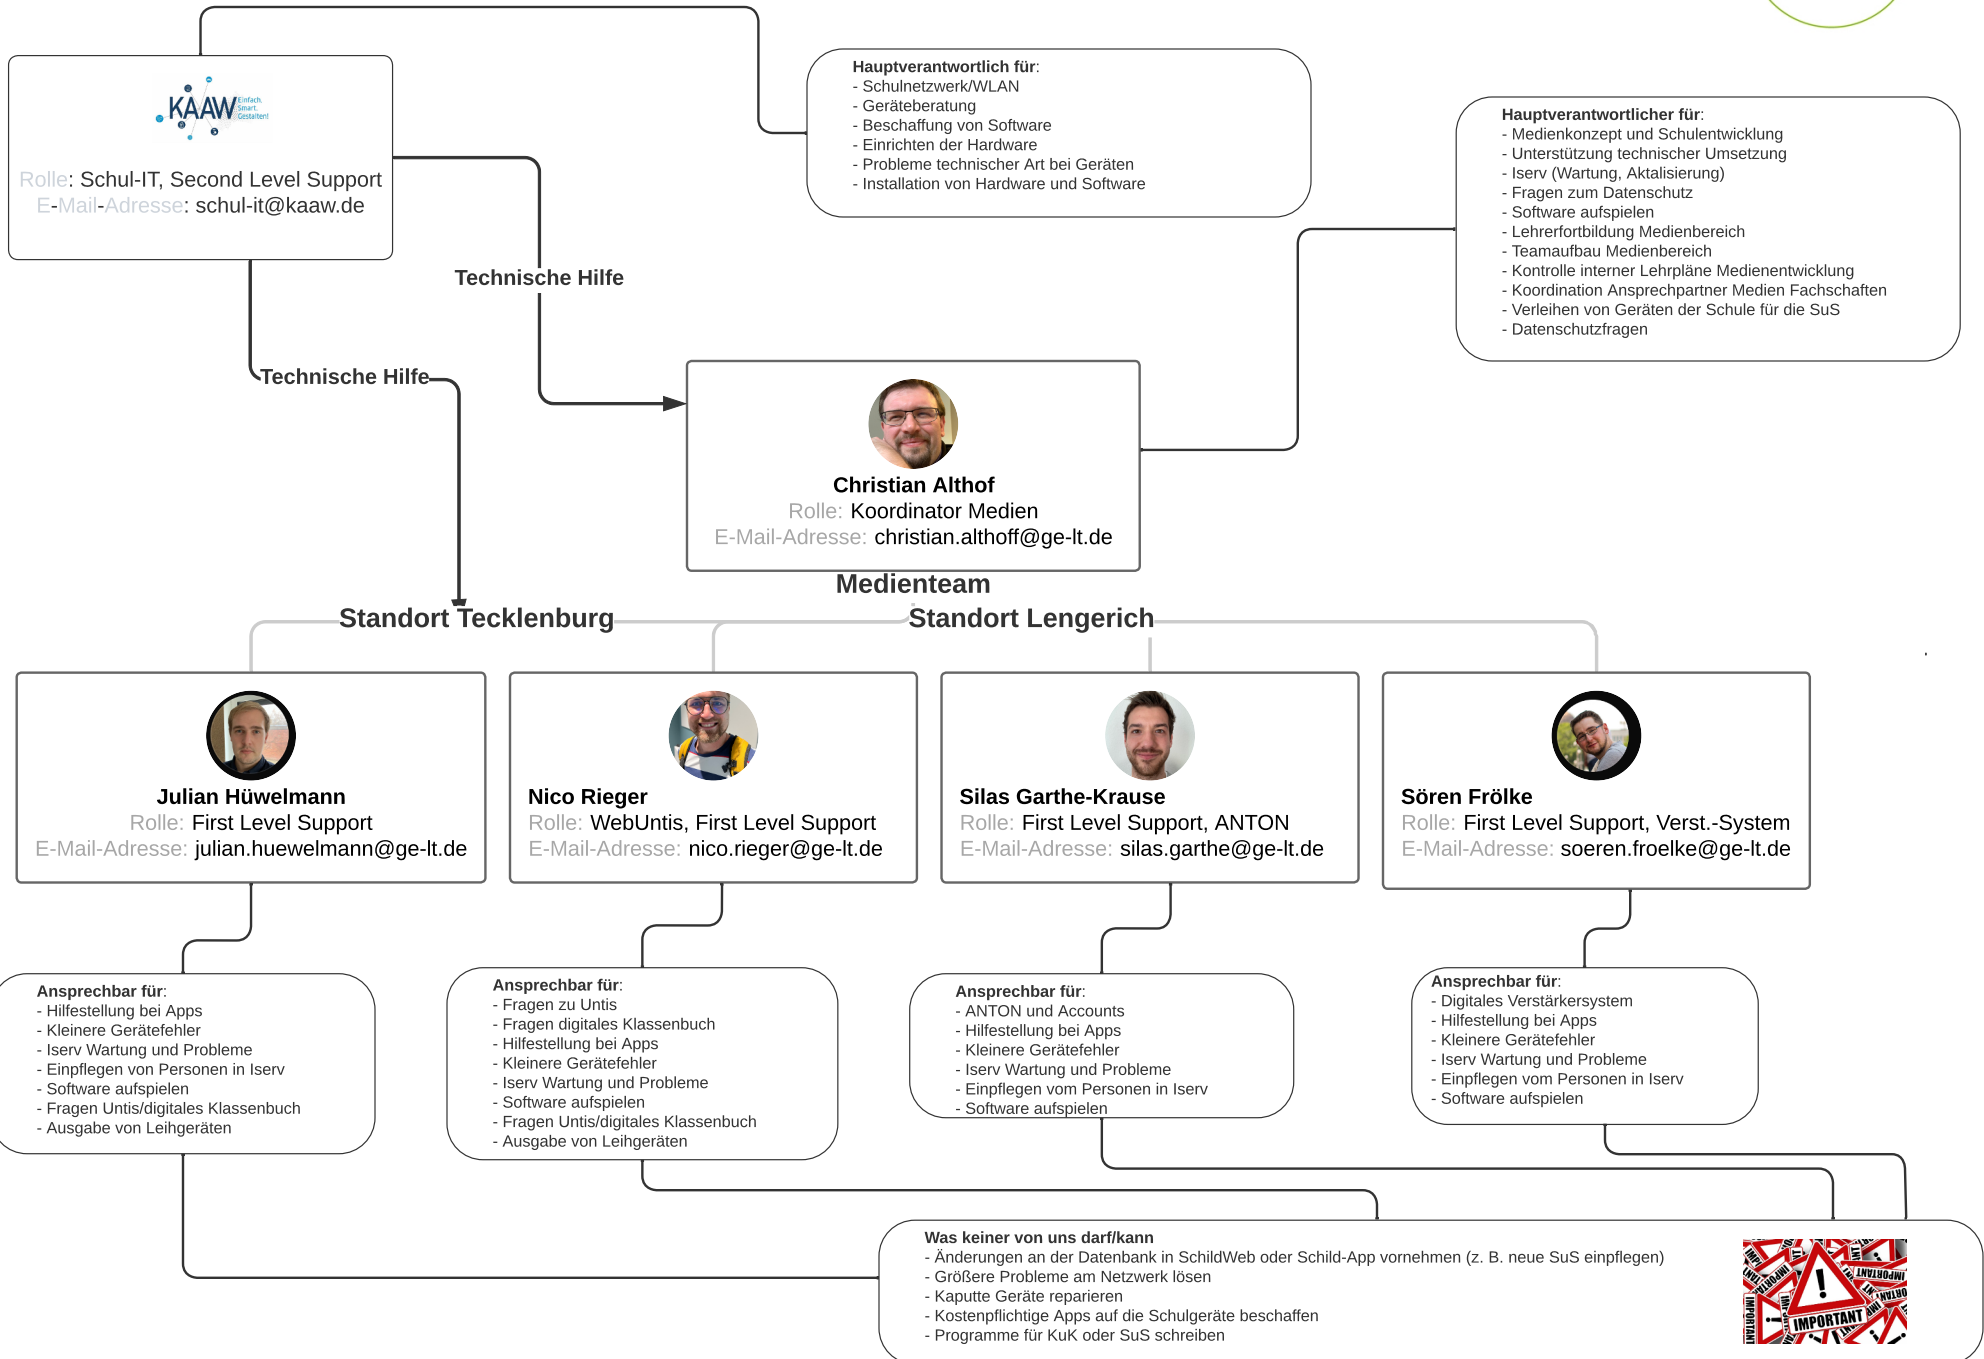 KAAW
Einfach.
Smart.
Gestalten!
Rolle: Schul-IT, Second Level Support
E-Mail-Adresse: schul-it@kaaw.de
Hauptverantwortlich für:
- Schulnetzwerk/WLAN
- Geräteberatung
- Beschaffung von Software
- Einrichten der Hardware
- Probleme technischer Art bei Geräten
- Installation von Hardware und Software
Hauptverantwortlicher für:
- Medienkonzept und Schulentwicklung
- Unterstützung technischer Umsetzung
- Iserv (Wartung, Aktalisierung)
- Fragen zum Datenschutz
- Software aufspielen
- Lehrerfortbildung Medienbereich
- Teamaufbau Medienbereich
- Kontrolle interner Lehrpläne Medienentwicklung
- Koordination Ansprechpartner Medien Fachschaften
- Verleihen von Geräten der Schule für die SuS
- Datenschutzfragen
Technische Hilfe
Technische Hilfe
Christian Althof
Rolle: Koordinator Medien
E-Mail-Adresse: christian.althoff@ge-lt.de
Medienteam
Standort Tecklenburg
Standort Lengerich
Julian Hüwelmann
Rolle: First Level Support
E-Mail-Adresse: julian.huewelmann@ge-lt.de
Nico Rieger
Rolle: WebUntis, First Level Support
E-Mail-Adresse: nico.rieger@ge-lt.de
Silas Garthe-Krause
Rolle: First Level Support, ANTON
E-Mail-Adresse: silas.garthe@ge-lt.de
Sören Frölke
Rolle: First Level Support, Verst.-System
E-Mail-Adresse: soeren.froelke@ge-lt.de
Ansprechbar für:
- Hilfestellung bei Apps
- Kleinere Gerätefehler
- Iserv Wartung und Probleme
- Einpflegen von Personen in Iserv
- Software aufspielen
- Fragen Untis/digitales Klassenbuch
- Ausgabe von Leihgeräten
Ansprechbar für:
- Fragen zu Untis
- Fragen digitales Klassenbuch
- Hilfestellung bei Apps
- Kleinere Gerätefehler
- Iserv Wartung und Probleme
- Software aufspielen
- Fragen Untis/digitales Klassenbuch
- Ausgabe von Leihgeräten
Ansprechbar für:
- ANTON und Accounts
- Hilfestellung bei Apps
- Kleinere Gerätefehler
- Iserv Wartung und Probleme
- Einpflegen vom Personen in Iserv
- Software aufspielen
Ansprechbar für:
- Digitales Verstärkersystem
- Hilfestellung bei Apps
- Kleinere Gerätefehler
- Iserv Wartung und Probleme
- Einpflegen vom Personen in Iserv
- Software aufspielen
Was keiner von uns darf/kann
- Änderungen an der Datenbank in SchildWeb oder Schild-App vornehmen (z. B. neue SuS einpflegen)
- Größere Probleme am Netzwerk lösen
- Kaputte Geräte reparieren
- Kostenpflichtige Apps auf die Schulgeräte beschaffen
- Programme für KuK oder SuS schreiben
IMPORTANT